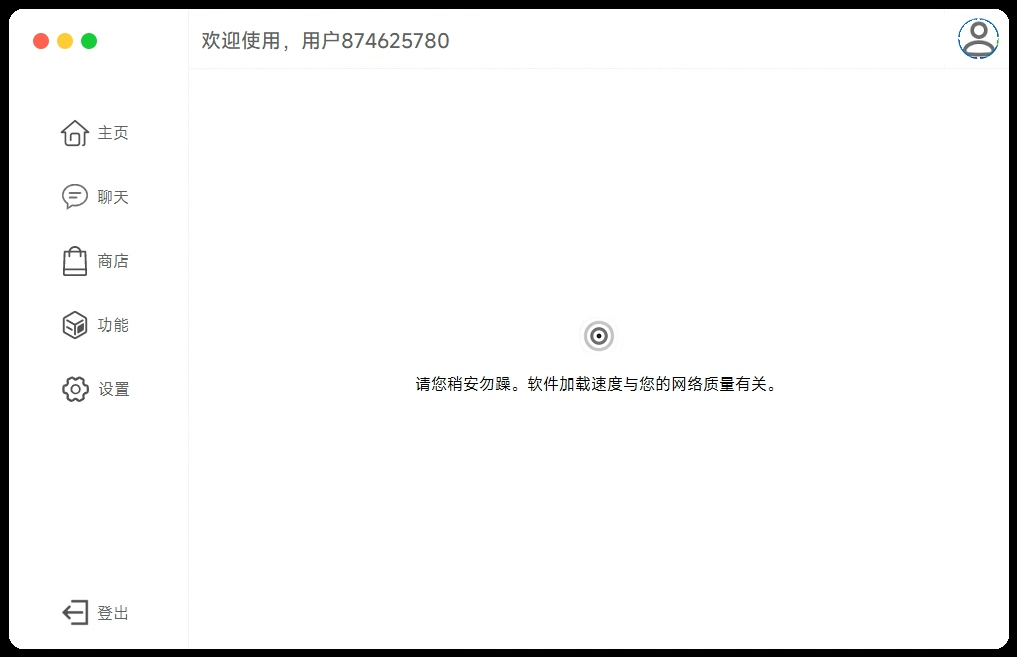 欢迎使用，用户874625780
主页
聊天
商店
功能
设置
请您稍安勿躁。软件加载速度与您的网络质量有关。
登出